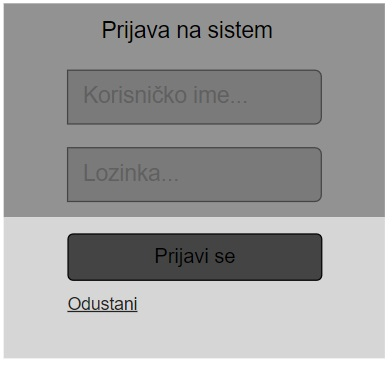 Prijava na sistem
Korisničko ime...
Lozinka...
Prijavi se
Odustani